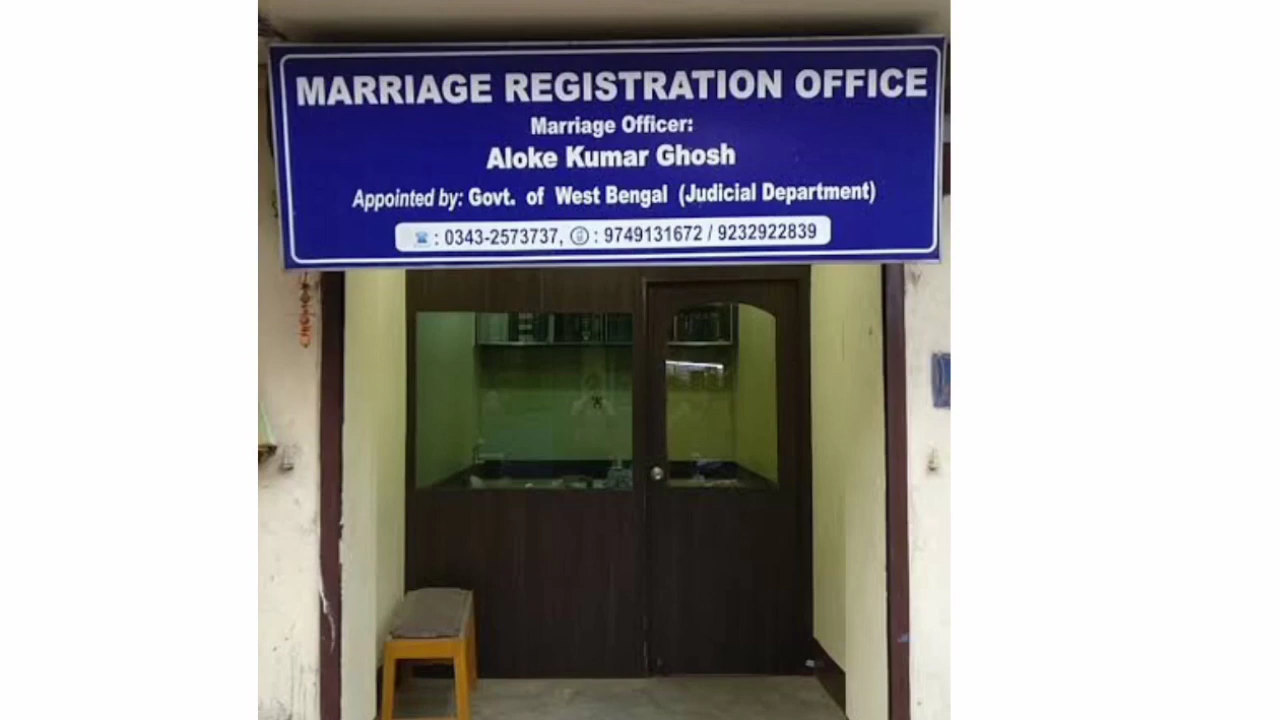 MARRIAGE REGISTRATION OFFICE
Marriage Officer:
Aloke Kumar Ghosh
Appointed by: Govt. of West Bengal (Judicial Department)
: 0343-2573737, : 9749131672 / 9232922839